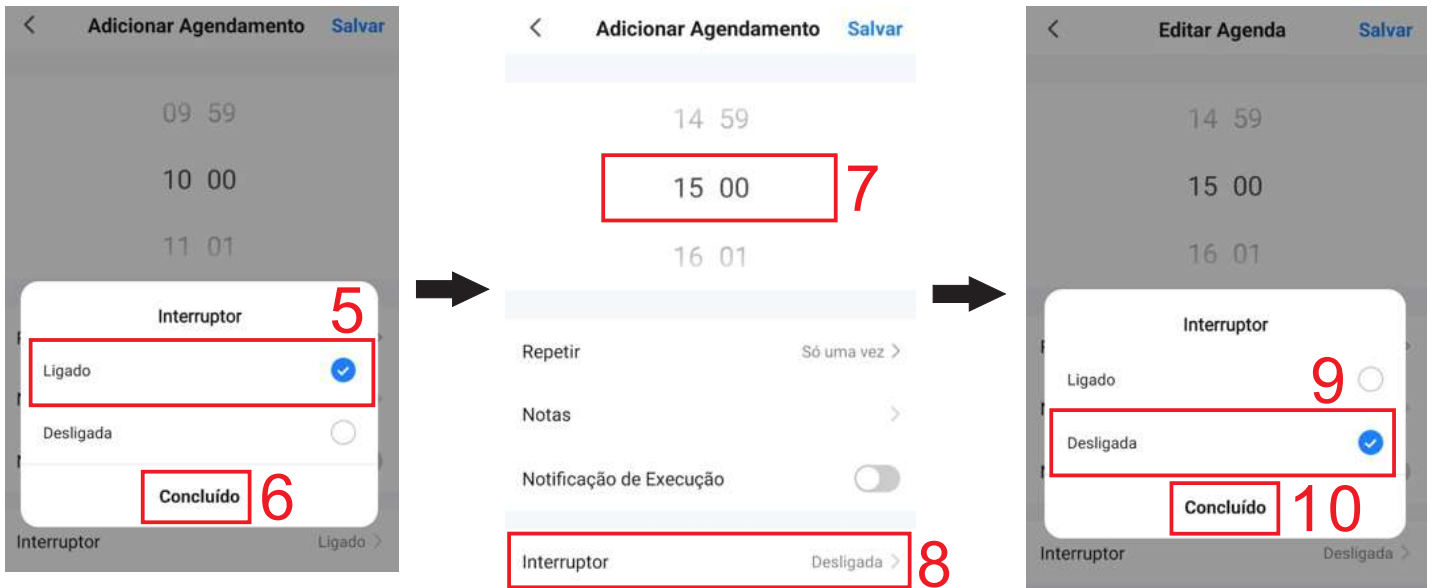 Adicionar Agendamento Salvar
09 59
10 00
11 01
Interruptor 5
Ligado
Desligada
Concluído 6
Interruptor Ligado
Adicionar Agendamento Salvar
14 59
15 00 7
16 01
Repetir Só uma vez
Notas
Notificação de Execução
Interruptor Desligada 8
Editar Agenda Salvar
14 59
15 00
16 01
Interruptor
Ligado 9
Desligada
Concluído 10
Interruptor Desligada